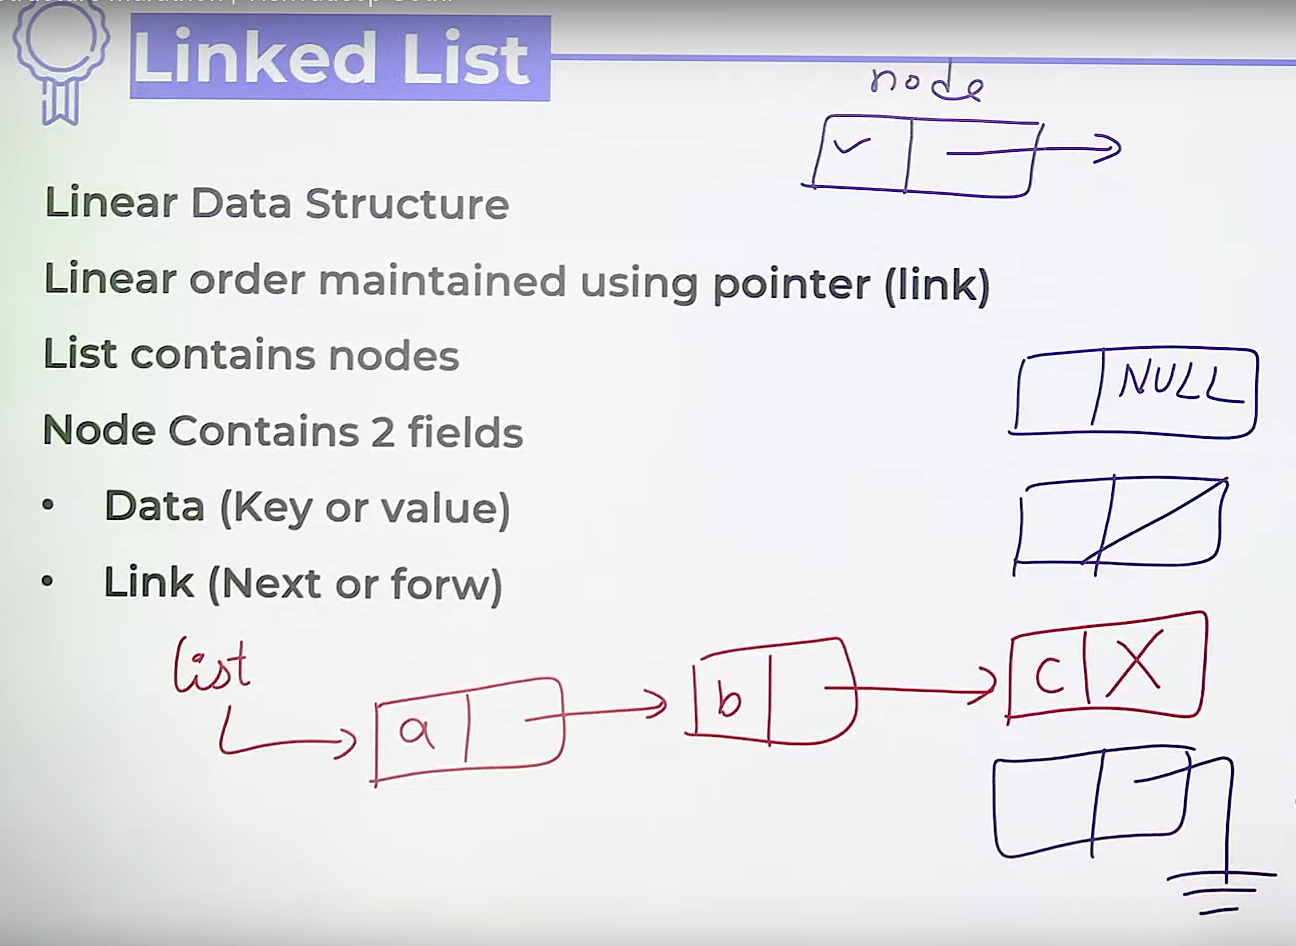 Linked List
node
Linear Data Structure
Linear order maintained using pointer (link)
List contains nodes
NULL
Node Contains 2 fields
• Data (Key or value)
• Link (Next or forw)
list
a
b
c X